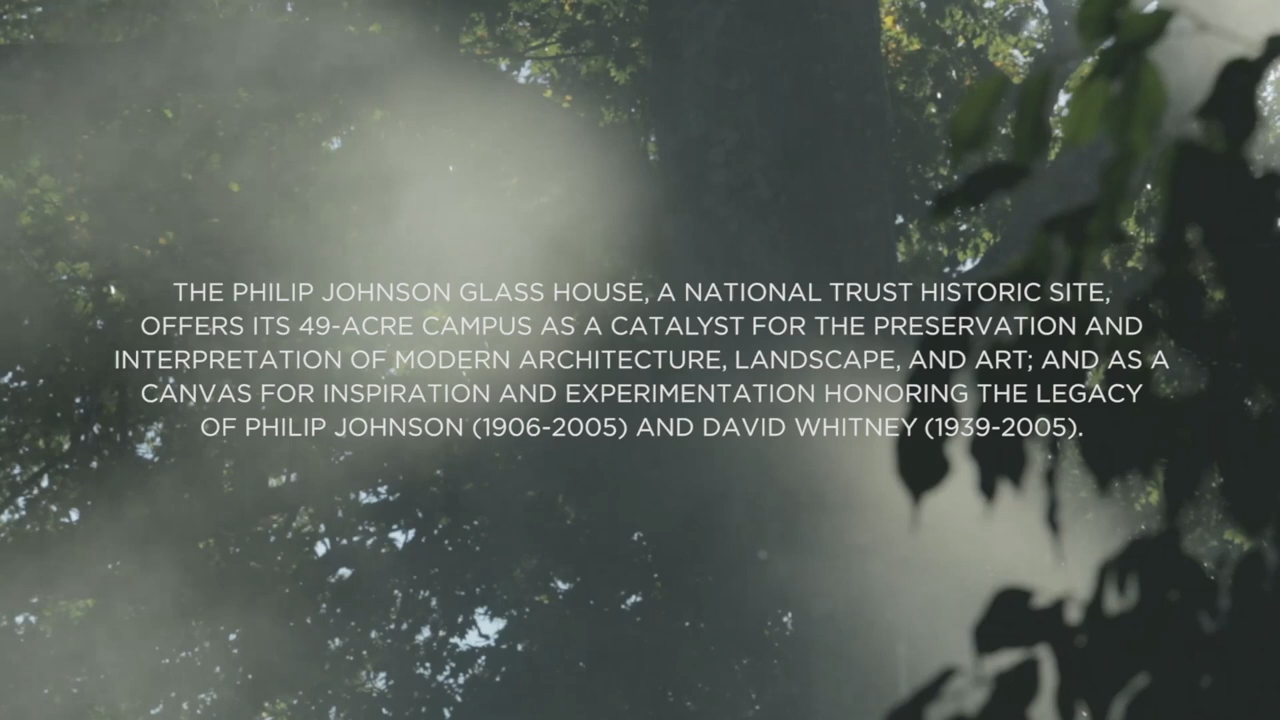 THE PHILIP JOHNSON GLASS HOUSE, A NATIONAL TRUST HISTORIC SITE,
OFFERS ITS 49-ACRE CAMPUS AS A CATALYST FOR THE PRESERVATION AND
INTERPRETATION OF MODERN ARCHITECTURE, LANDSCAPE, AND ART; AND AS A
CANVAS FOR INSPIRATION AND EXPERIMENTATION HONORING THE LEGACY
OF PHILIP JOHNSON (1906-2005) AND DAVID WHITNEY (1939-2005).